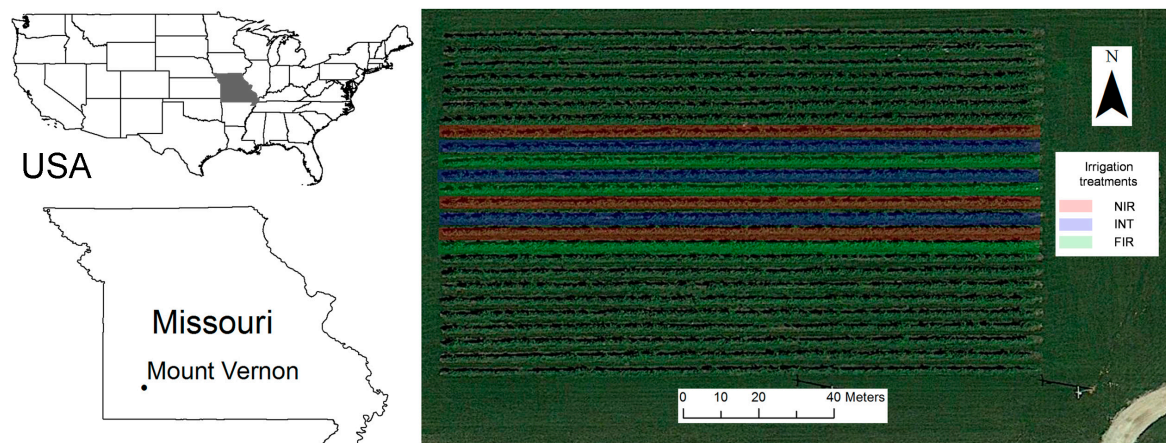 USA
Missouri
Mount Vernon
N
Irrigation
treatments
NIR
INT
FIR
0 10 20 40 Meters